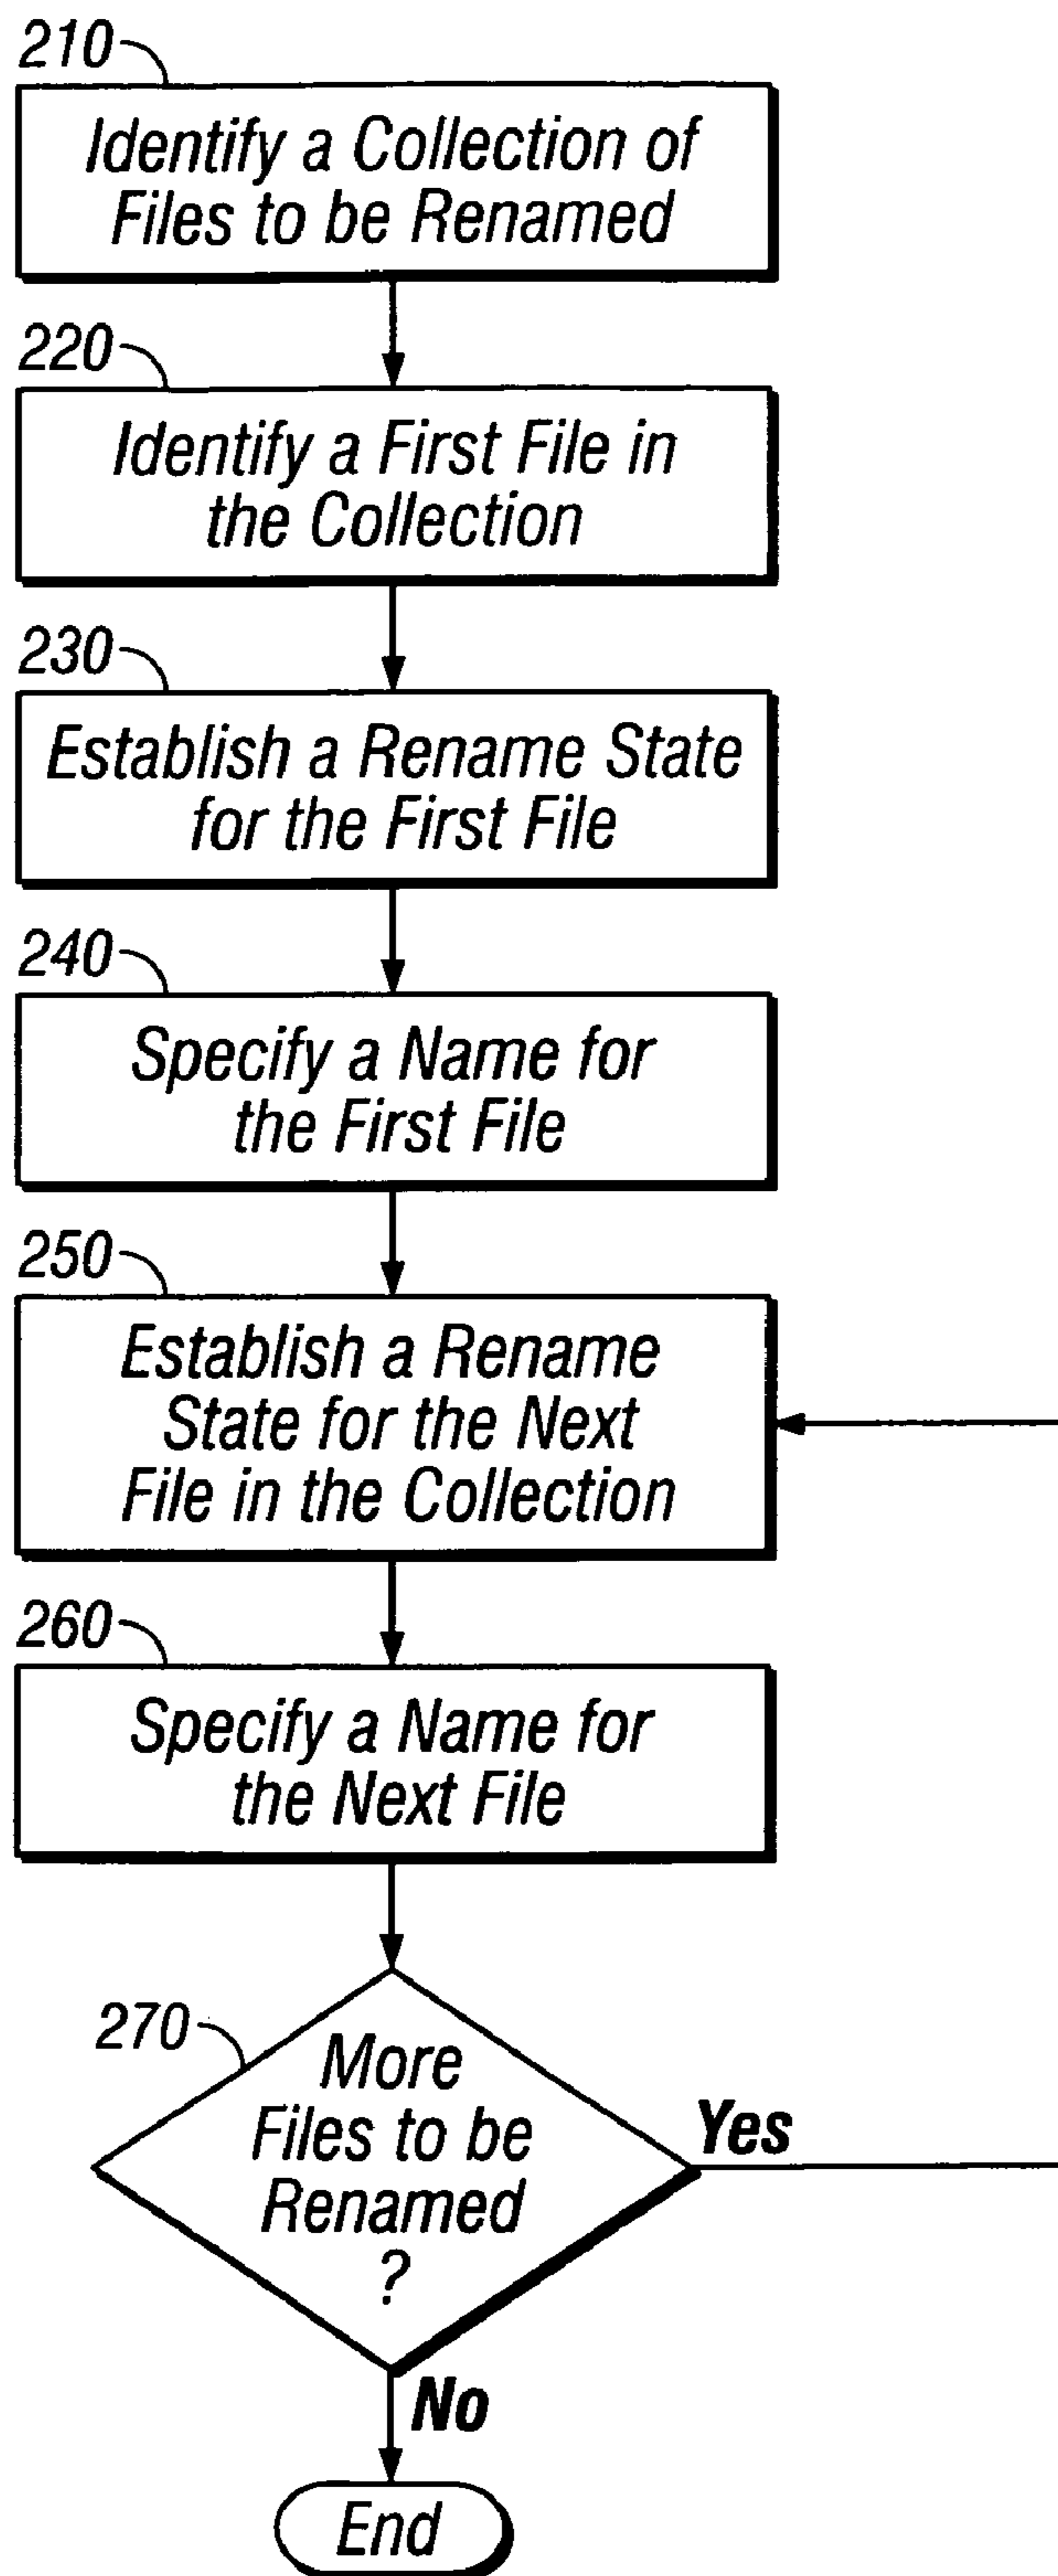 210
Identify a Collection of
Files to be Renamed
220
Identify a First File in
the Collection
230
Establish a Rename State
for the First File
240
Specify a Name for
the First File
250
Establish a Rename
State for the Next
File in the Collection
260
Specify a Name for
the Next File
270
More
Files to be
Renamed
?
Yes
No
End